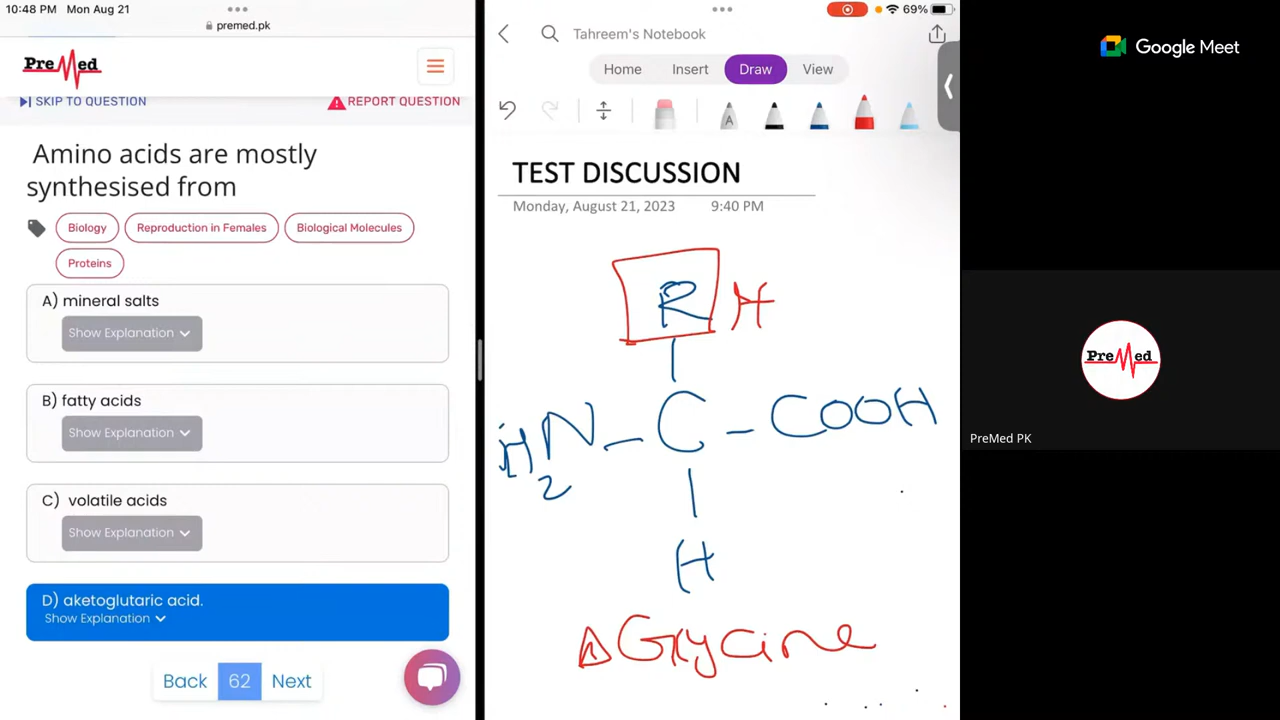 10:48 PM Mon Aug 21
premed.pk
PreMed
SKIP TO QUESTION
REPORT QUESTION
Amino acids are mostly
synthesised from
Biology
Reproduction in Females
Biological Molecules
Proteins
A) mineral salts
Show Explanation
B) fatty acids
Show Explanation
C) volatile acids
Show Explanation
D) aketoglutaric acid.
Show Explanation
Back
62
Next
69%
Tahreem's Notebook
Home
Insert
Draw
View
A
TEST DISCUSSION
Monday, August 21, 2023 9:40 PM
R H
H2N - C - COOH
H
Glycine
Google Meet
PreMed
PreMed PK